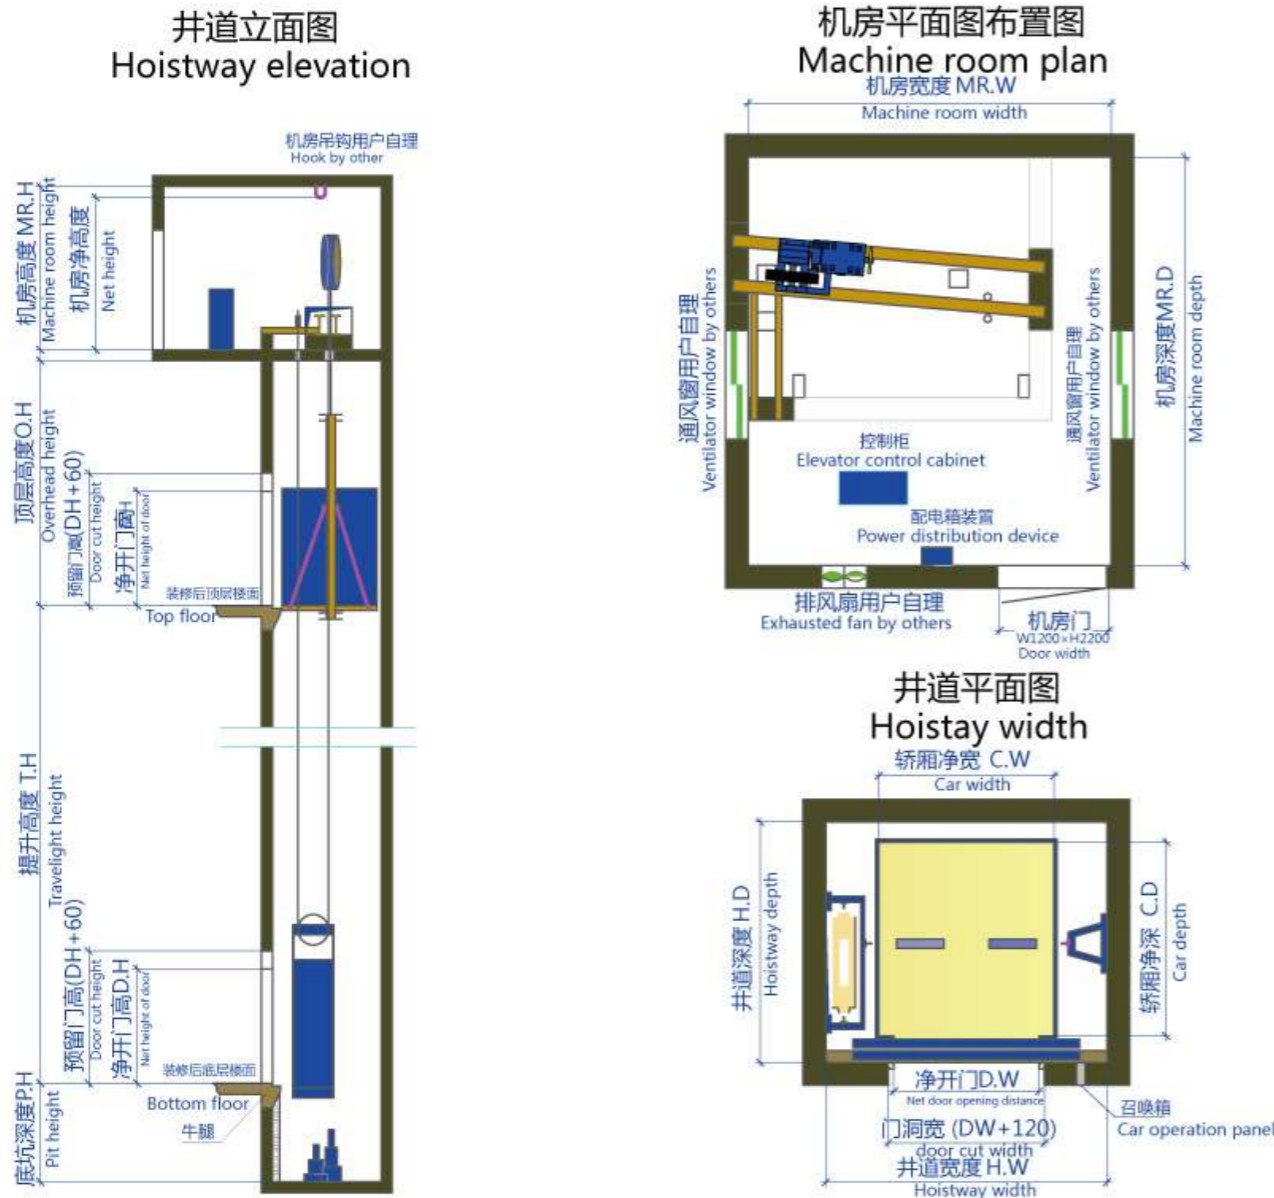 井道立面图
Hoistway elevation
机房吊钩用户自理
Hook by other
机房高度 MR.H
Machine room height
机房净高度
Net height
顶层高度O.H
Overhead height
预留门高(DH+60)
Door cut height
净开门高H
Net height of door
装修后顶层楼面
Top floor
提升高度 T.H
Travelight height
预留门高(DH+60)
Door cut height
净开门高D.H
Net height of door
装修后底层楼面
Bottom floor
牛腿
底坑深度P.H
Pit height
机房平面图布置图
Machine room plan
机房宽度 MR.W
Machine room width
通风窗用户自理
Ventilator window by others
通风窗用户自理
Ventilator window by others
机房深度MR.D
Machine room depth
控制柜
Elevator control cabinet
配电箱装置
Power distribution device
排风扇用户自理
Exhausted fan by others
机房门
W1200×H2200
Door width
井道平面图
Hoistay width
轿厢净宽 C.W
Car width
井道深度 H.D
Hoistway depth
轿厢净深 C.D
Car depth
净开门D.W
Net door opening distance
门洞宽 (DW+120)
door cut width
井道宽度 H.W
Hoistway width
召唤箱
Car operation panel